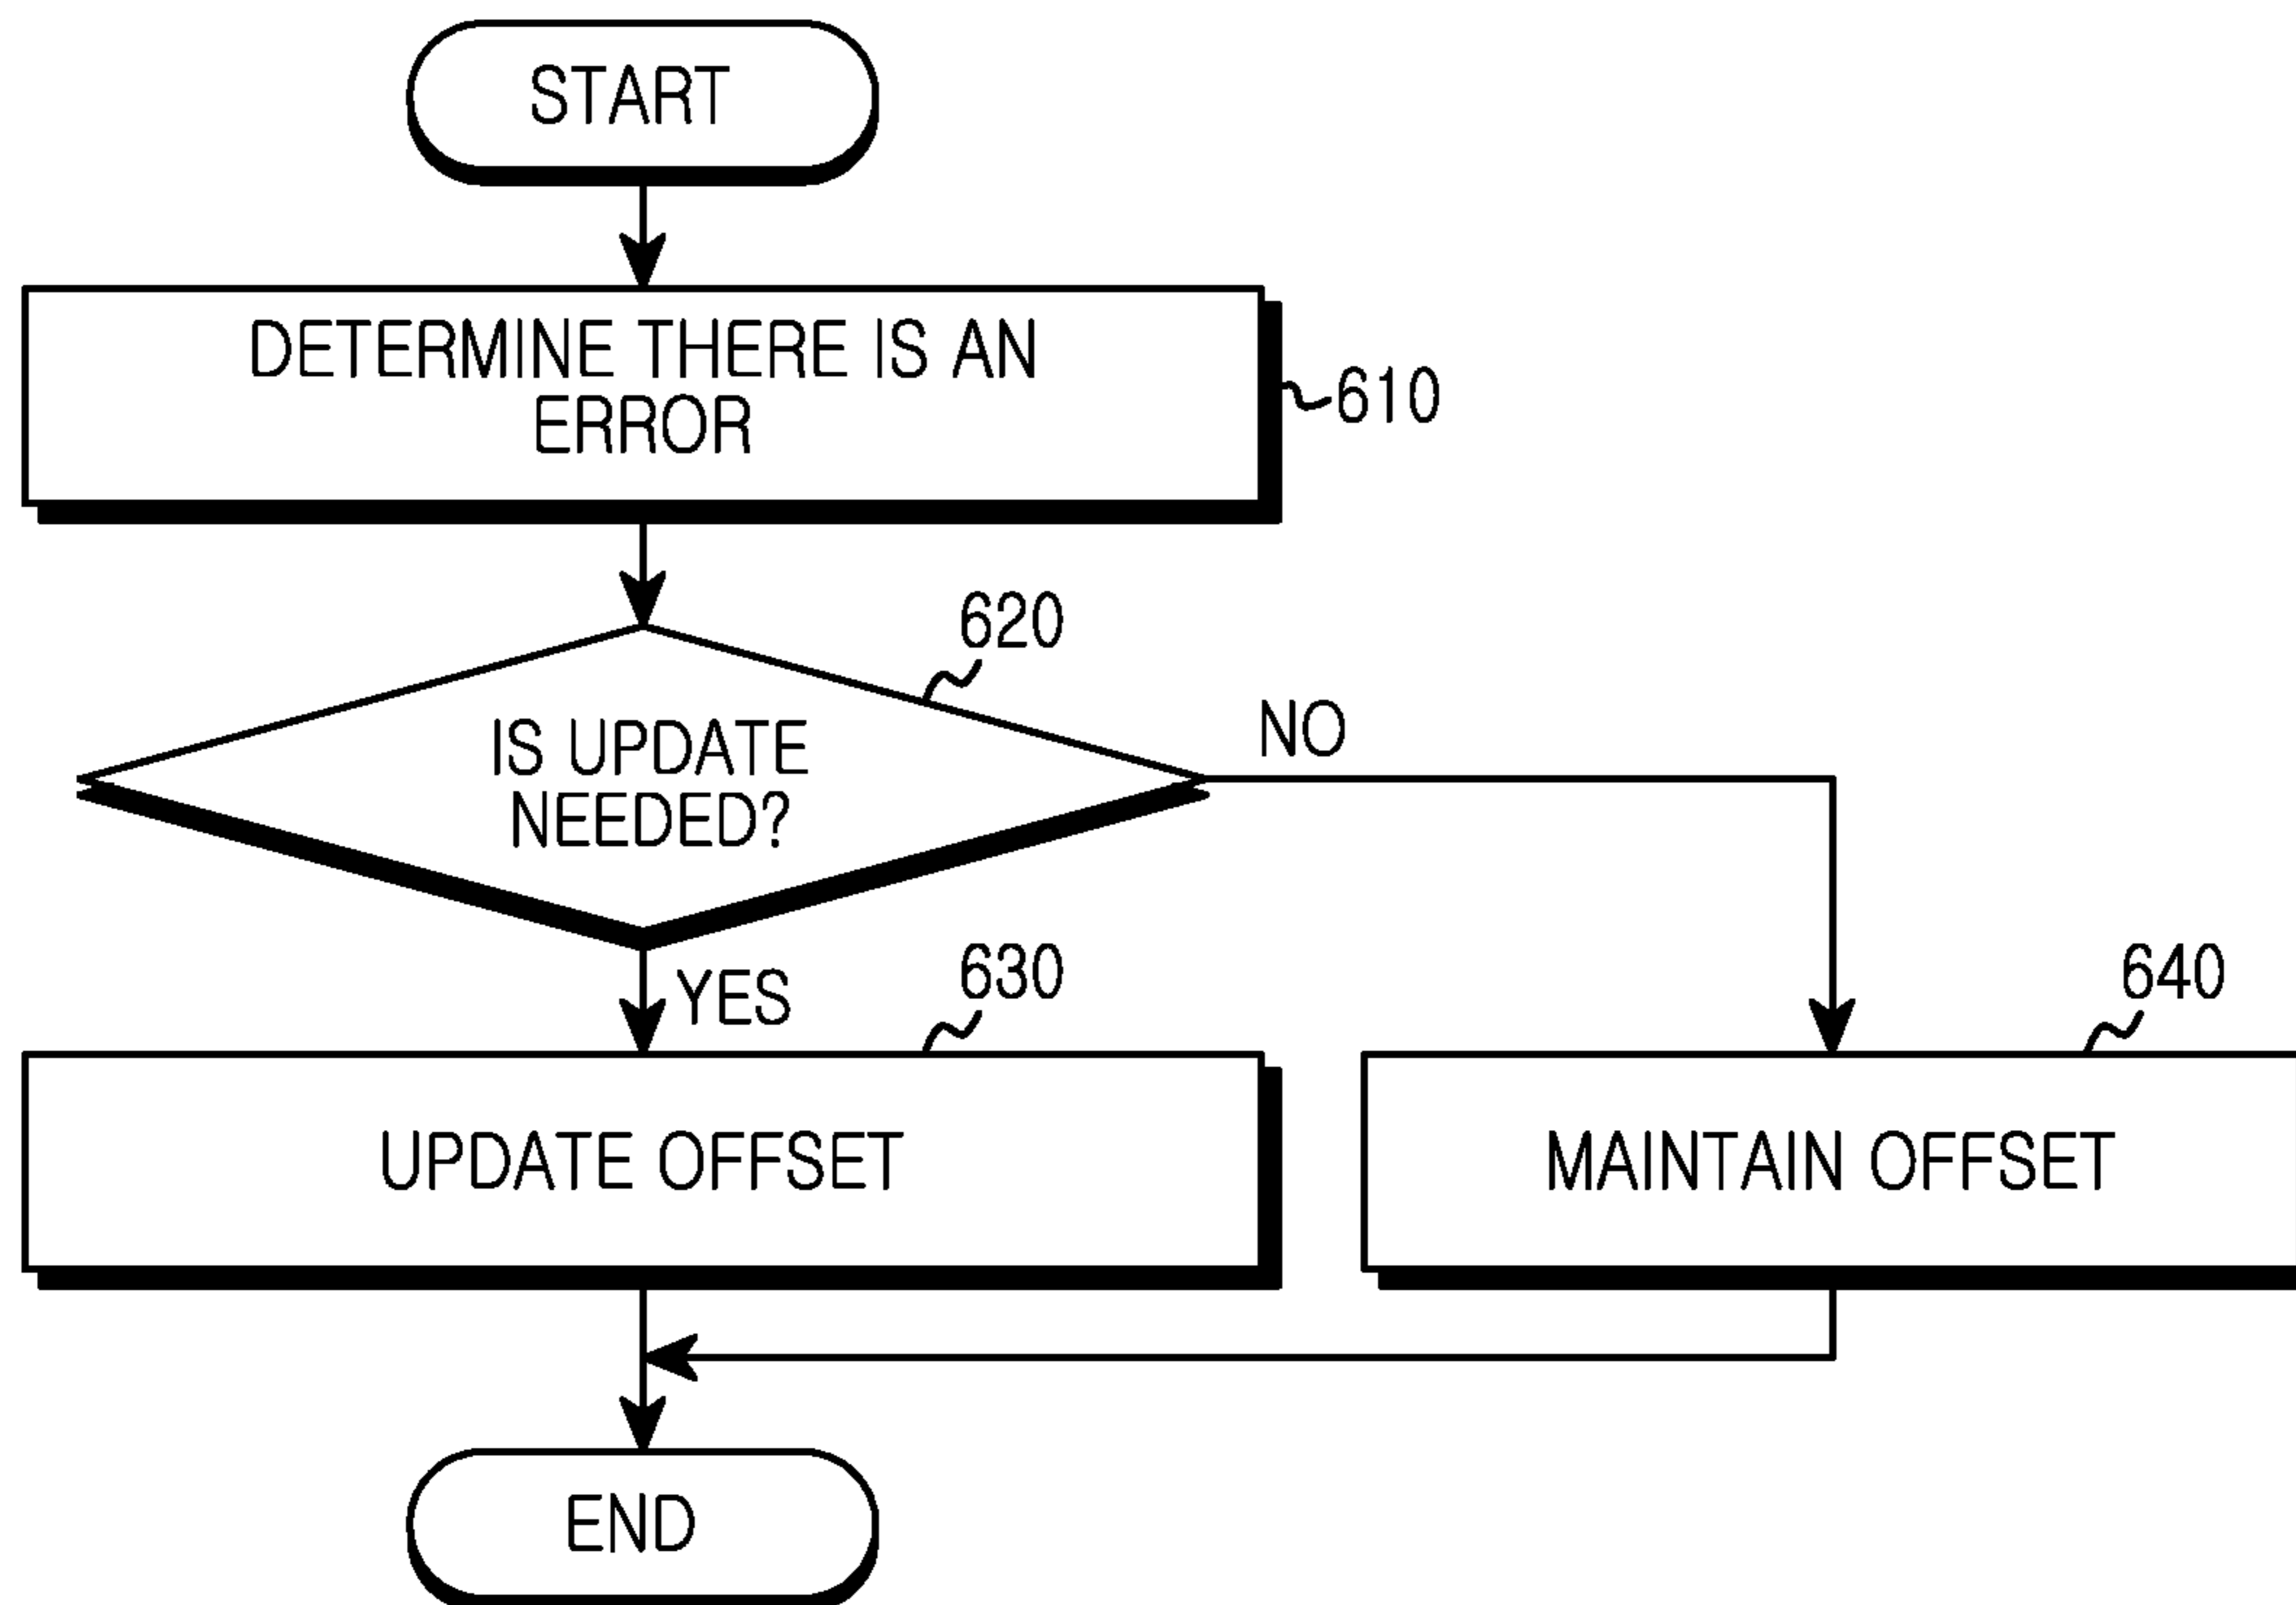 START
DETERMINE THERE IS AN
ERROR
610
620
IS UPDATE
NEEDED?
NO
YES
630
640
UPDATE OFFSET
MAINTAIN OFFSET
END